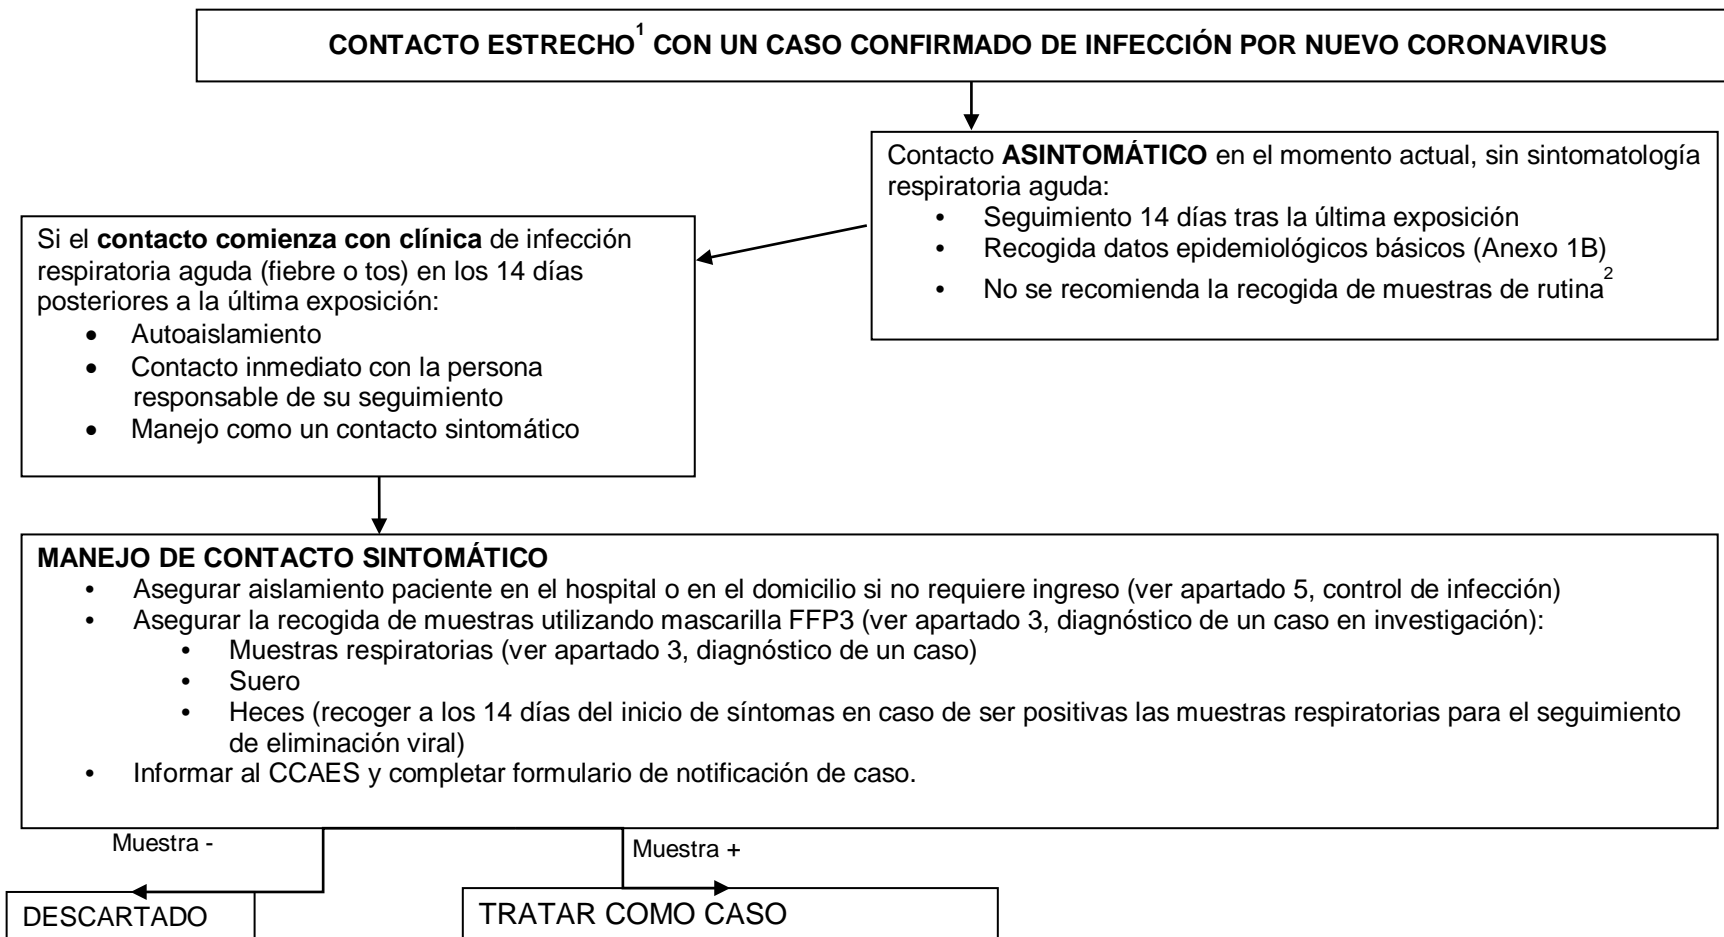 CONTACTO ESTRECHO1 CON UN CASO CONFIRMADO DE INFECCIÓN POR NUEVO CORONAVIRUS
Contacto ASINTOMÁTICO en el momento actual, sin sintomatología
respiratoria aguda:
• Seguimiento 14 días tras la última exposición
• Recogida datos epidemiológicos básicos (Anexo 1B)
• No se recomienda la recogida de muestras de rutina2
Si el contacto comienza con clínica de infección
respiratoria aguda (fiebre o tos) en los 14 días
posteriores a la última exposición:
• Autoaislamiento
• Contacto inmediato con la persona
responsable de su seguimiento
• Manejo como un contacto sintomático
MANEJO DE CONTACTO SINTOMÁTICO
• Asegurar aislamiento paciente en el hospital o en el domicilio si no requiere ingreso (ver apartado 5, control de infección)
• Asegurar la recogida de muestras utilizando mascarilla FFP3 (ver apartado 3, diagnóstico de un caso en investigación):
• Muestras respiratorias (ver apartado 3, diagnóstico de un caso)
• Suero
• Heces (recoger a los 14 días del inicio de síntomas en caso de ser positivas las muestras respiratorias para el seguimiento
de eliminación viral)
• Informar al CCAES y completar formulario de notificación de caso.
Muestra -
Muestra +
DESCARTADO
TRATAR COMO CASO